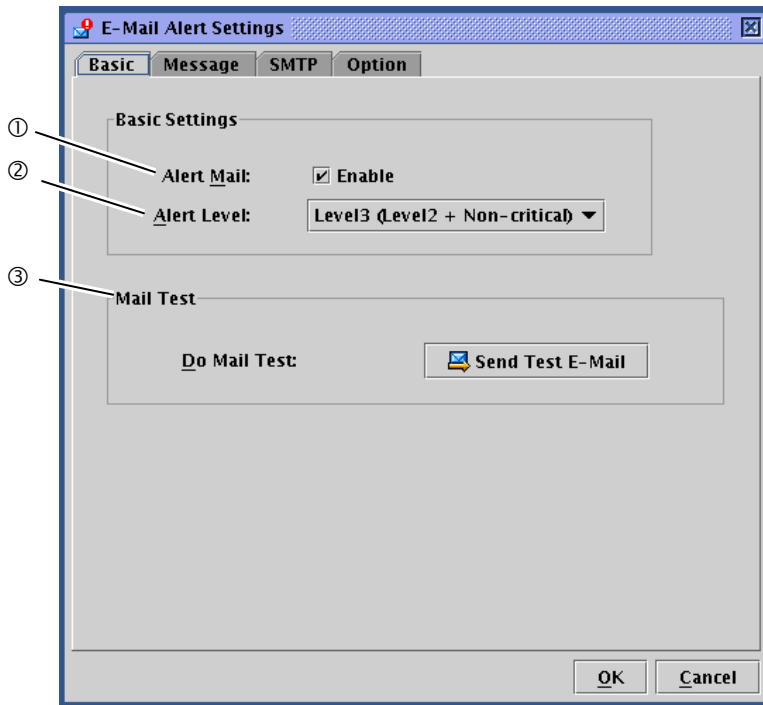 E-Mail Alert Settings
Basic Message SMTP Option
Basic Settings
① Alert Mail: Enable
② Alert Level: Level3 (Level2 + Non-critical)
③ Mail Test
Do Mail Test: Send Test E-Mail
OK Cancel